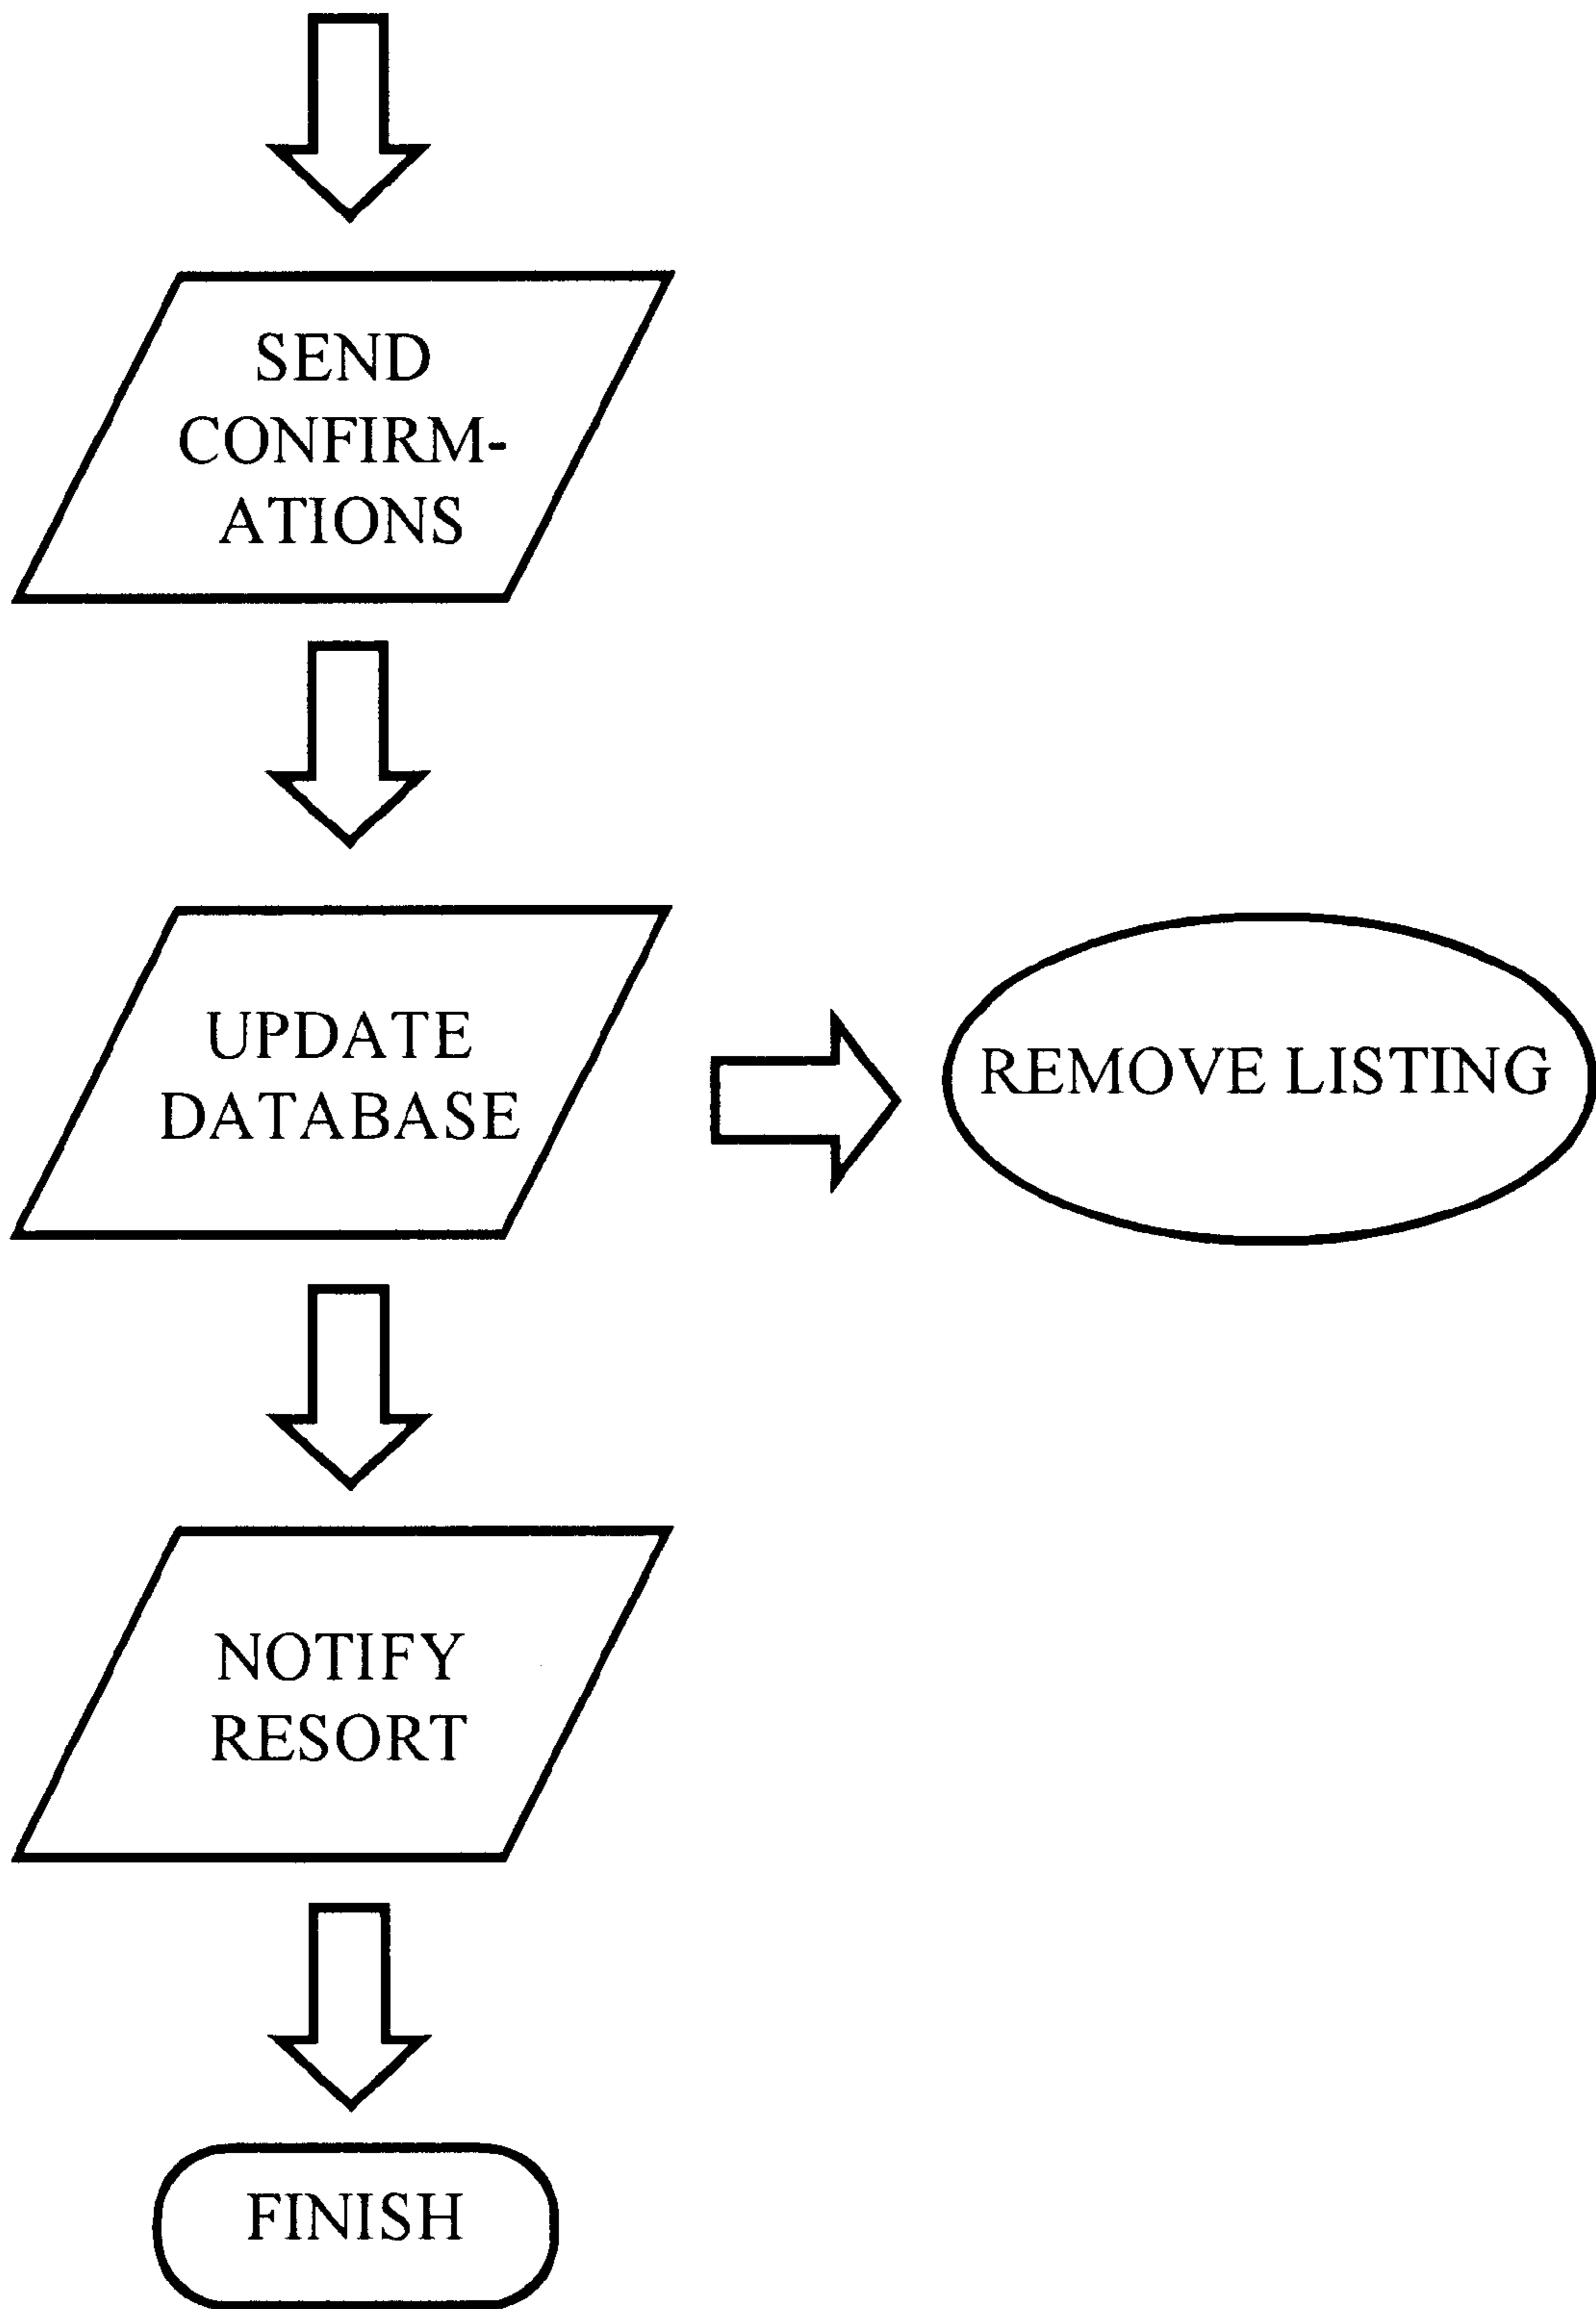 SEND
CONFIRM-
ATIONS
UPDATE
DATABASE
REMOVE LISTING
NOTIFY
RESORT
FINISH